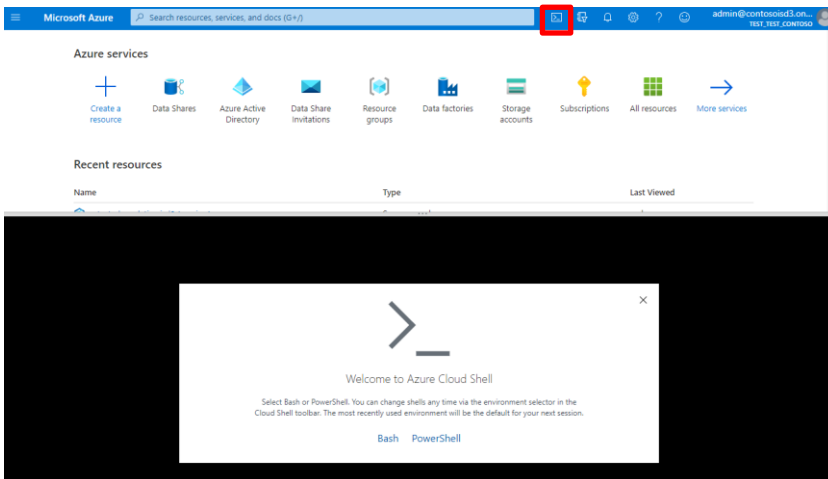 Microsoft Azure
Search resources, services, and docs (G+/)
admin@contosoisd3.on...
TEST_TEST_CONTOSO
Azure services
Create a resource
Data Shares
Azure Active Directory
Data Share Invitations
Resource groups
Data factories
Storage accounts
Subscriptions
All resources
More services
Recent resources
Name Type Last Viewed
Welcome to Azure Cloud Shell
Select Bash or PowerShell. You can change shells any time via the environment selector in the
Cloud Shell toolbar. The most recently used environment will be the default for your next session.
Bash PowerShell